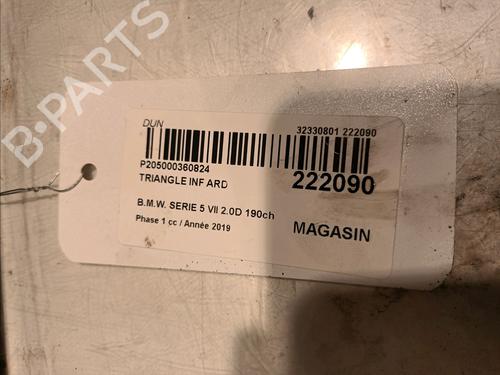 B-PARTS
DUN
32330801 222090
P205000360824
TRIANGLE INF ARD
222090
B.M.W. SERIE 5 VII 2.0D 190ch
Phase 1 cc / Année 2019
MAGASIN